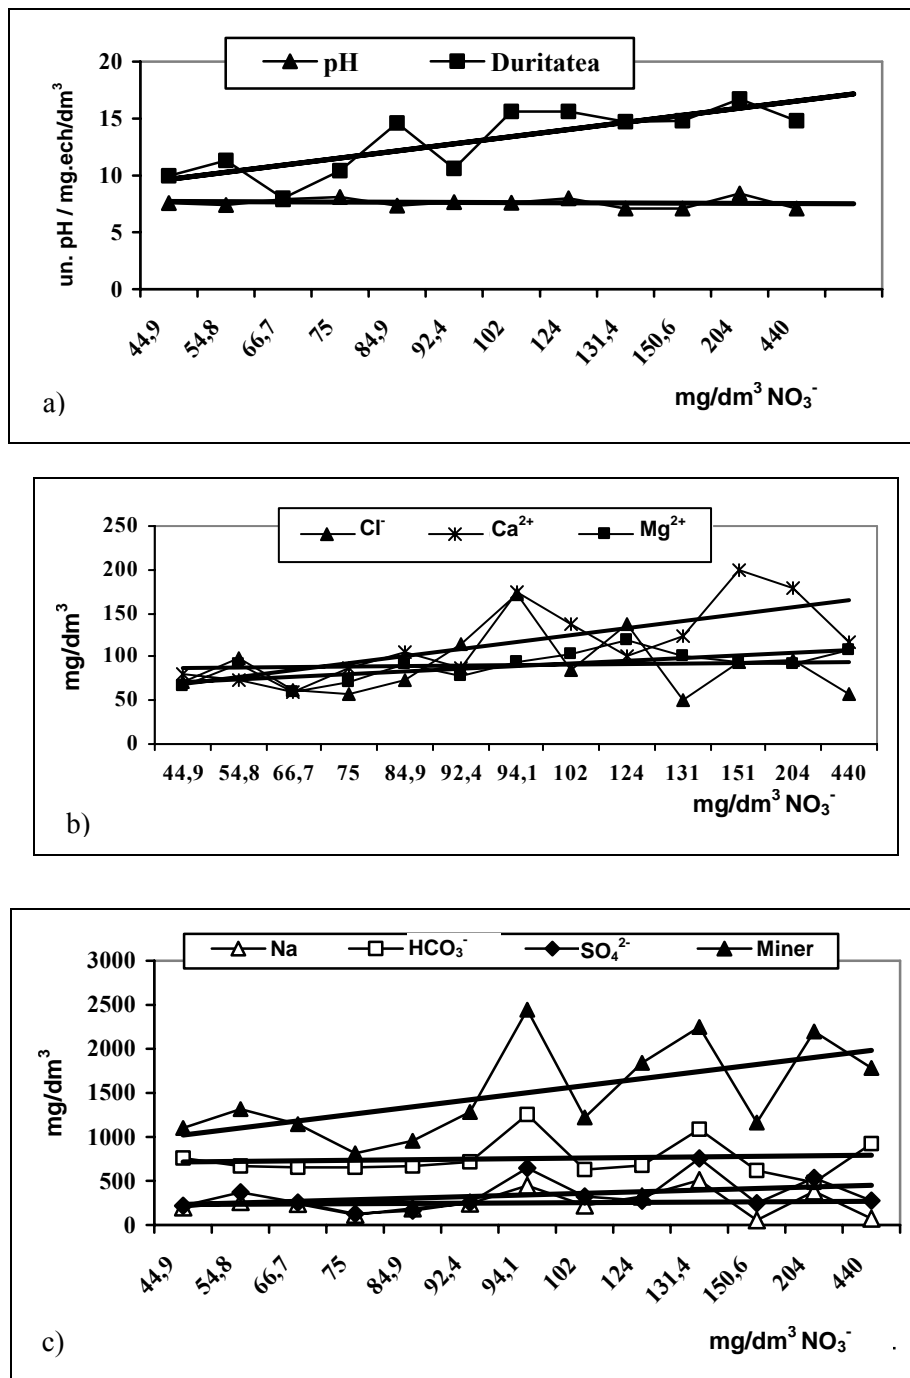 pH Duritatea
20
15
10
5
0
un. pH / mg.ech/dm³
44,9 54,8 66,7 75 84,9 92,4 102 124 131,4 150,6 204 440
mg/dm³ NO₃⁻
a)
Cl⁻ Ca²⁺ Mg²⁺
250
200
150
100
50
0
mg/dm³
44,9 54,8 66,7 75 84,9 92,4 94,1 102 124 131 151 204 440
mg/dm³ NO₃⁻
b)
Na HCO₃⁻ SO₄²⁻ Miner
3000
2500
2000
1500
1000
500
0
mg/dm³
44,9 54,8 66,7 75 84,9 92,4 94,1 102 124 131,4 150,6 204 440
mg/dm³ NO₃⁻ .
c)